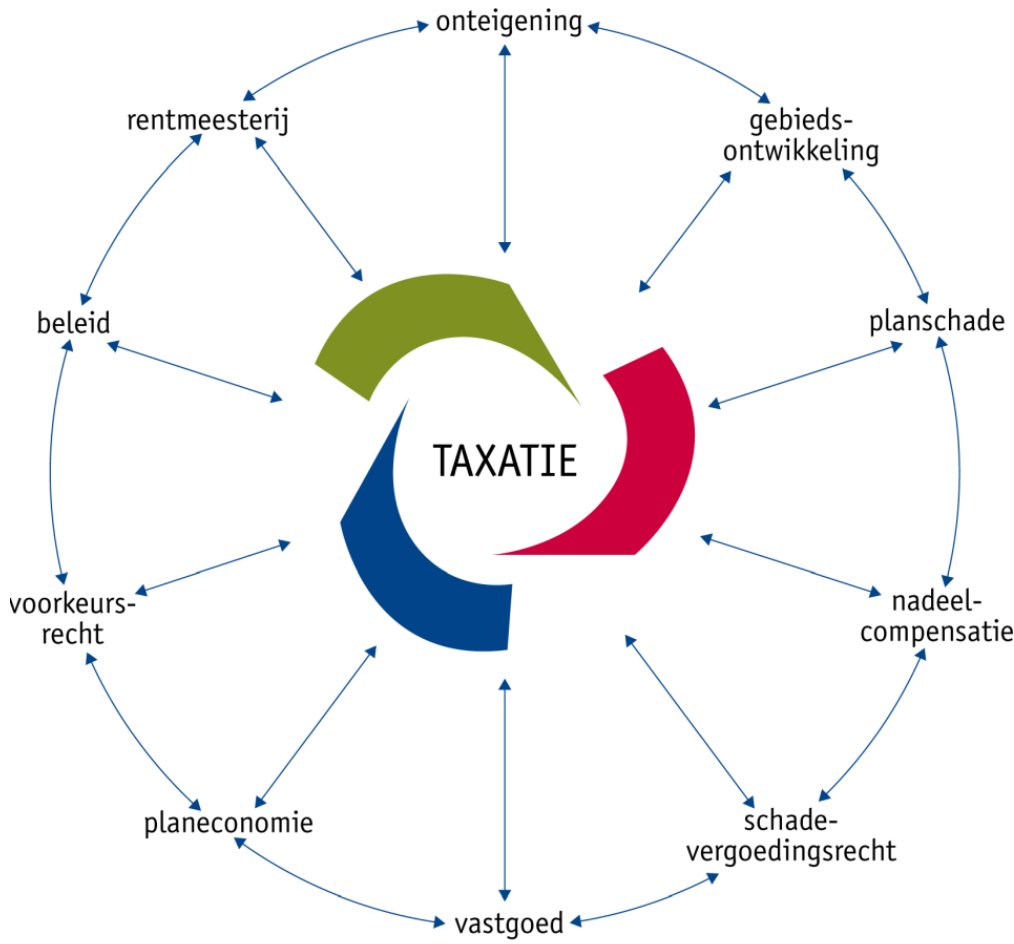 onteigening
rentmeesterij
gebieds-
ontwikkeling
beleid
planschade
TAXATIE
voorkeurs-
recht
nadeel-
compensatie
planeconomie
schade-
vergoedingsrecht
vastgoed